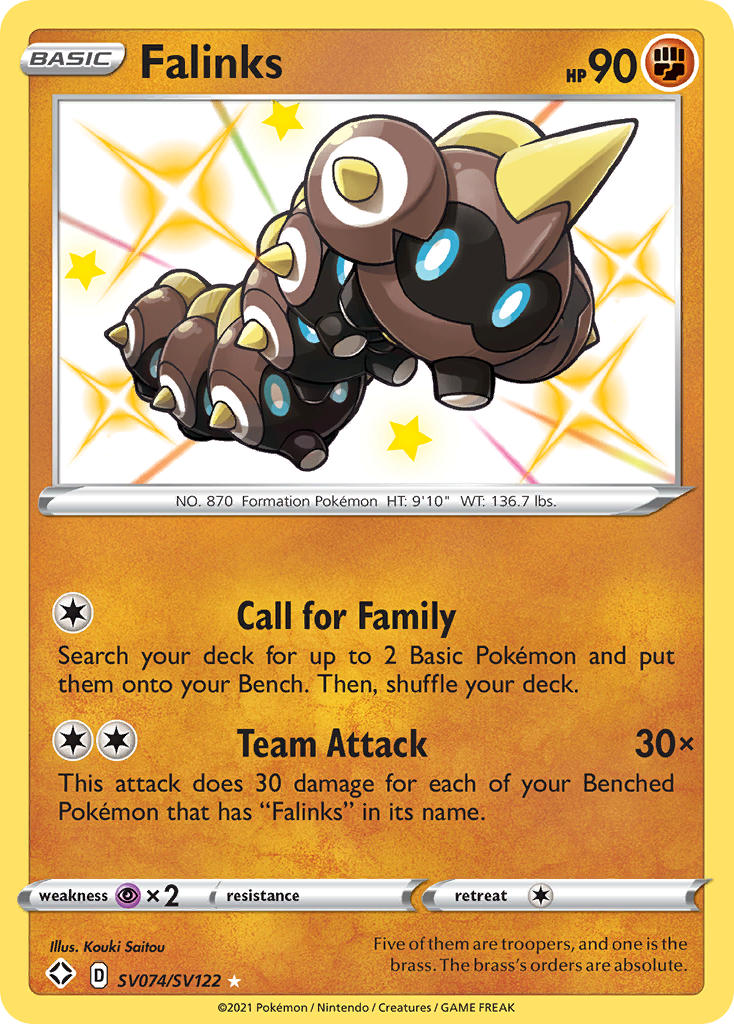 BASIC
Falinks
HP 90
NO. 870 Formation Pokémon HT: 9'10" WT: 136.7 lbs.
Call for Family
Search your deck for up to 2 Basic Pokémon and put
them onto your Bench. Then, shuffle your deck.
Team Attack 30×
This attack does 30 damage for each of your Benched
Pokémon that has “Falinks” in its name.
weakness ×2 resistance retreat
Illus. Kouki Saitou
Five of them are troopers, and one is the
brass. The brass's orders are absolute.
D SV074/SV122
©2021 Pokémon / Nintendo / Creatures / GAME FREAK